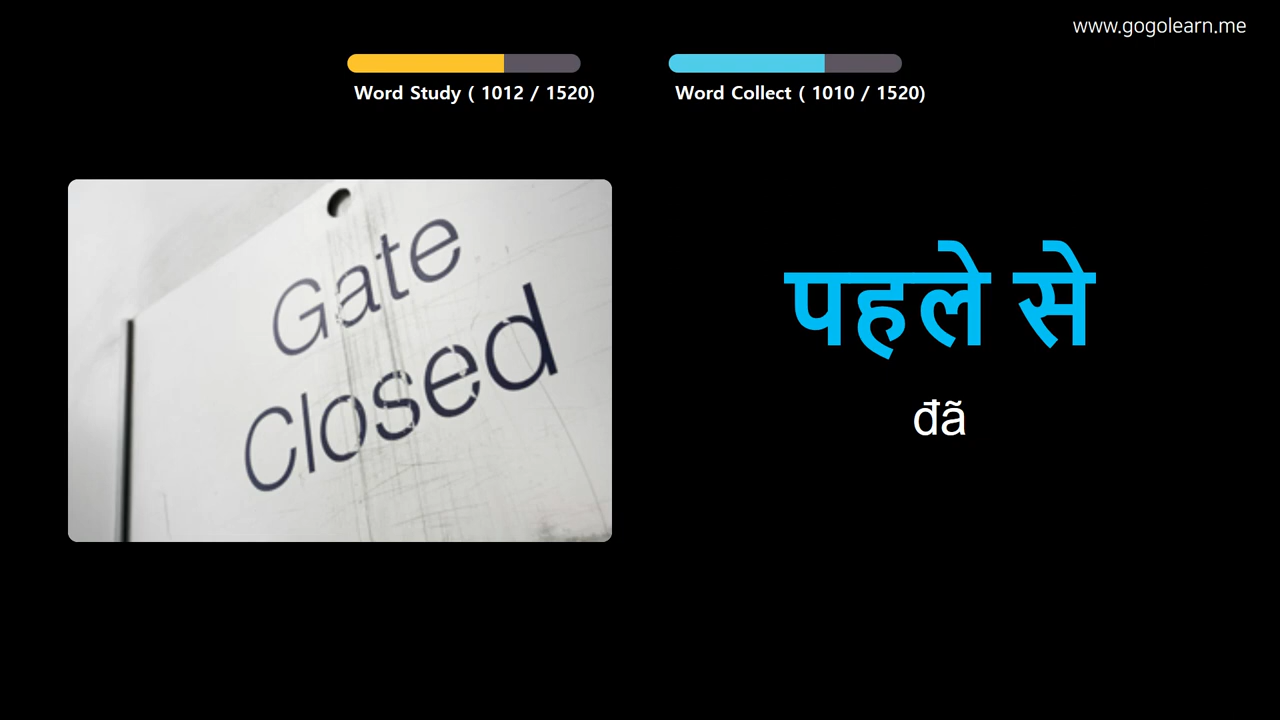 www.gogolearn.me
Word Study ( 1012 / 1520)
Word Collect ( 1010 / 1520)
Gate
Closed
पहले से
đã